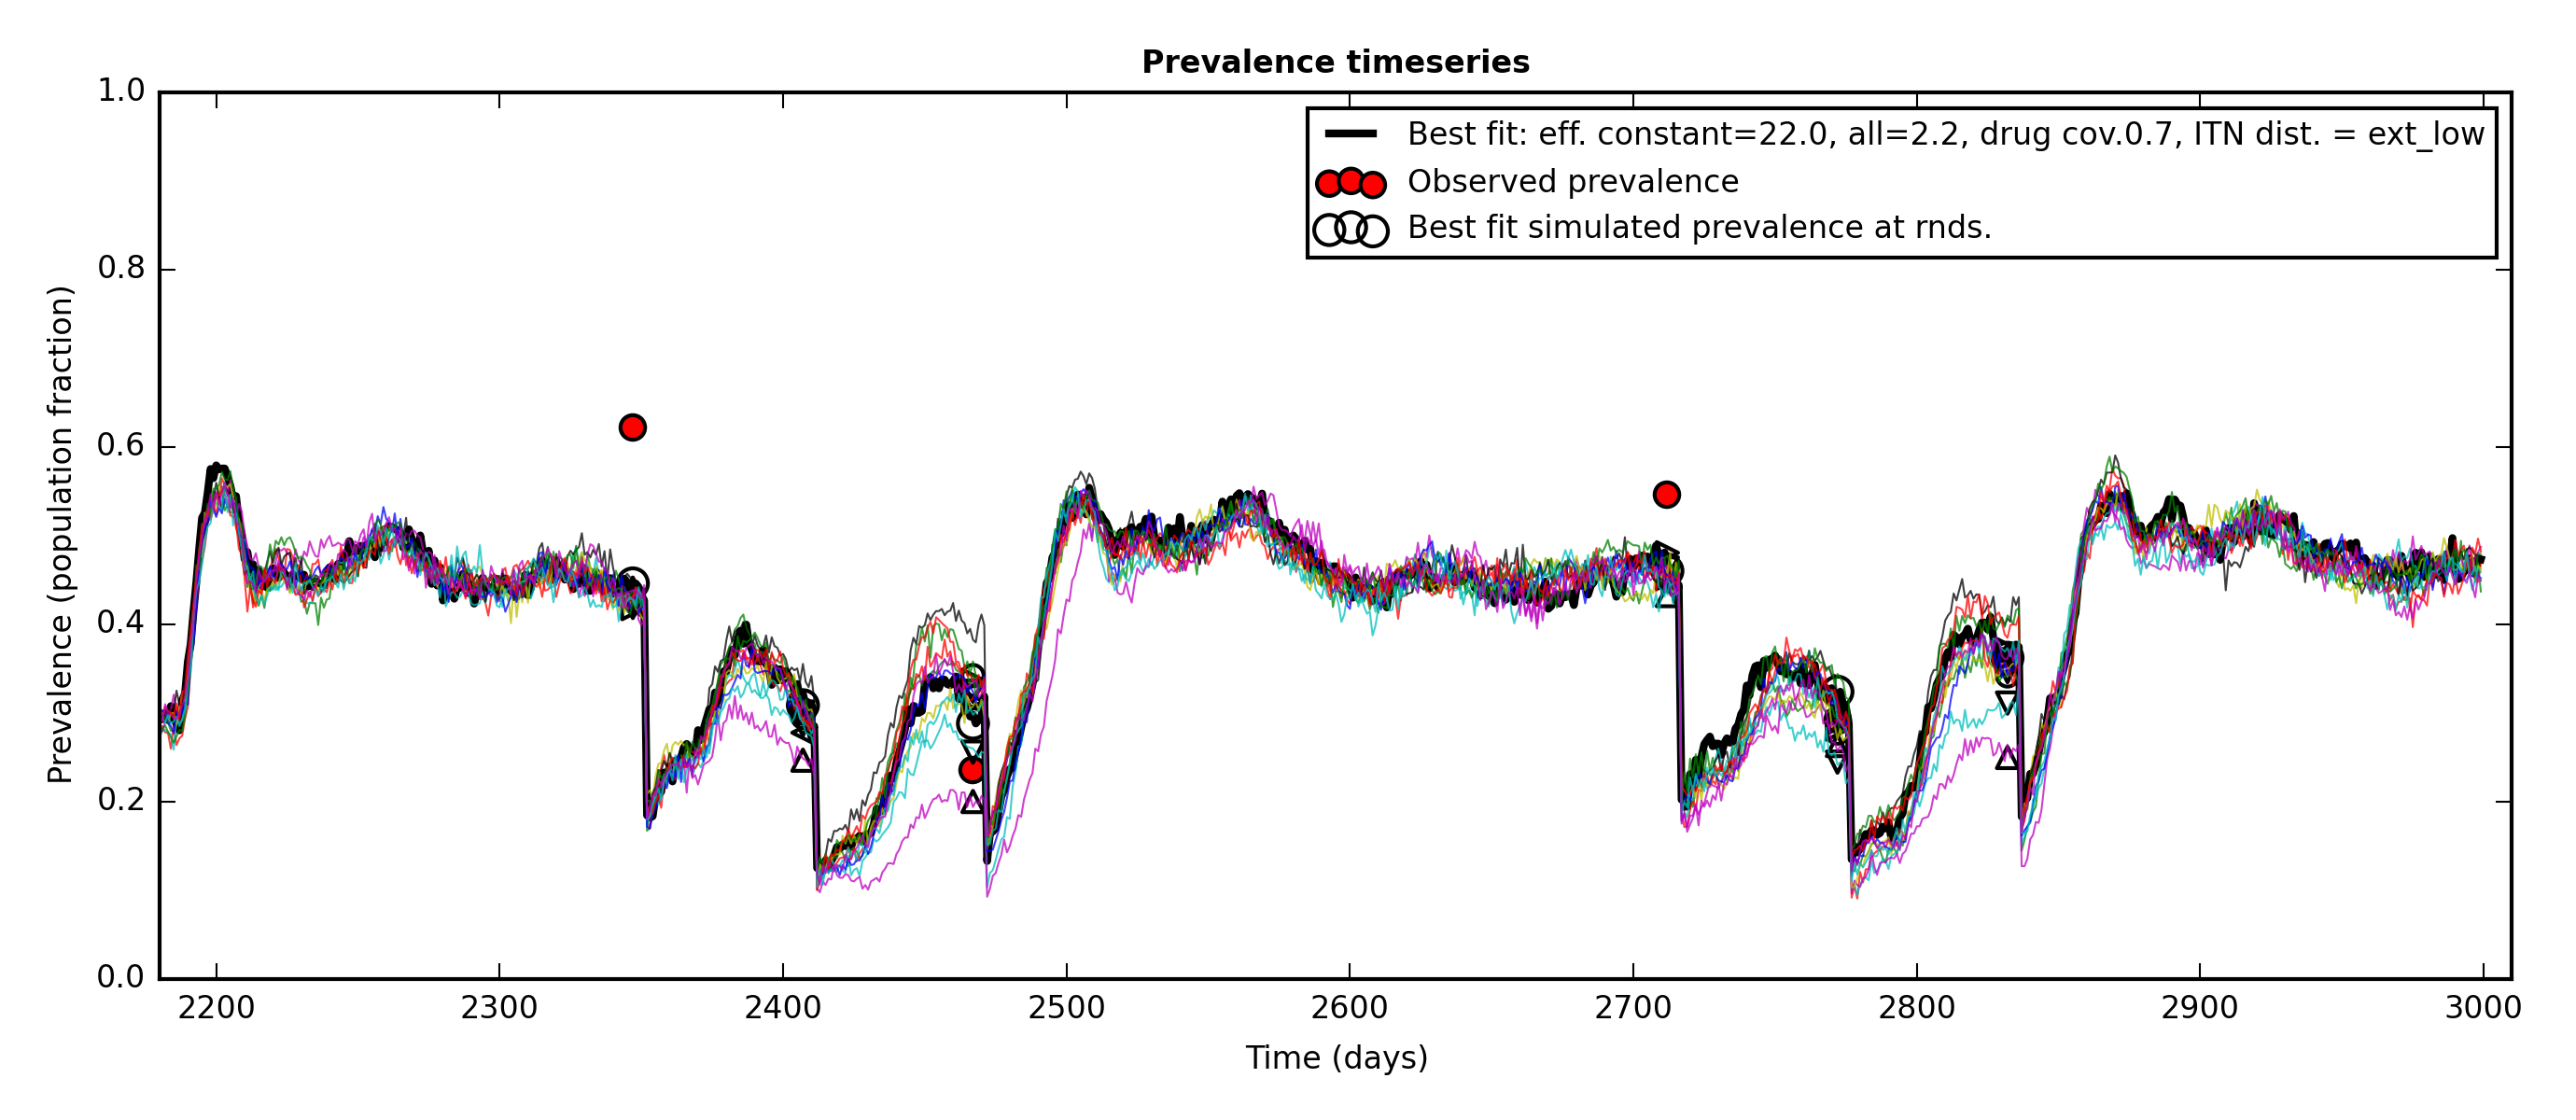 Prevalence timeseries
1.0
0.8
0.6
0.4
0.2
0.0
Prevalence (population fraction)
Best fit: eff. constant=22.0, all=2.2, drug cov.0.7, ITN dist. = ext_low
Observed prevalence
Best fit simulated prevalence at rnds.
2200 2300 2400 2500 2600 2700 2800 2900 3000
Time (days)